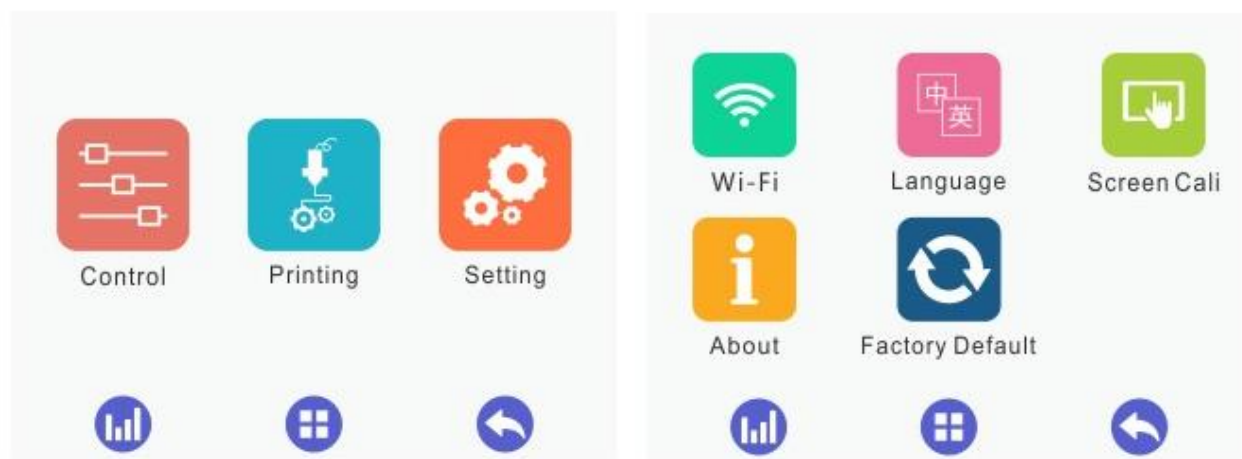 Control
Printing
Setting
中
英
Wi-Fi
Language
Screen Cali
About
Factory Default